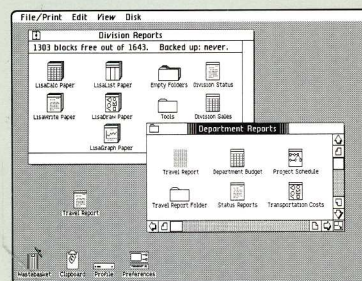 File/Print Edit View Disk
Division Reports
1303 blocks free out of 1643. Backed up: never.
LisaCalc Paper LisaList Paper Empty Folders Division Status
LisaWrite Paper LisaDraw Paper Tools Division Sales
LisaGraph Paper
Department Reports
Travel Report Department Budget Project Schedule
Travel Report Folder Status Reports Transportation Costs
Travel Report
Wastebasket Clipboard Profile Preferences